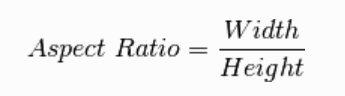 Aspect Ratio = Width / Height